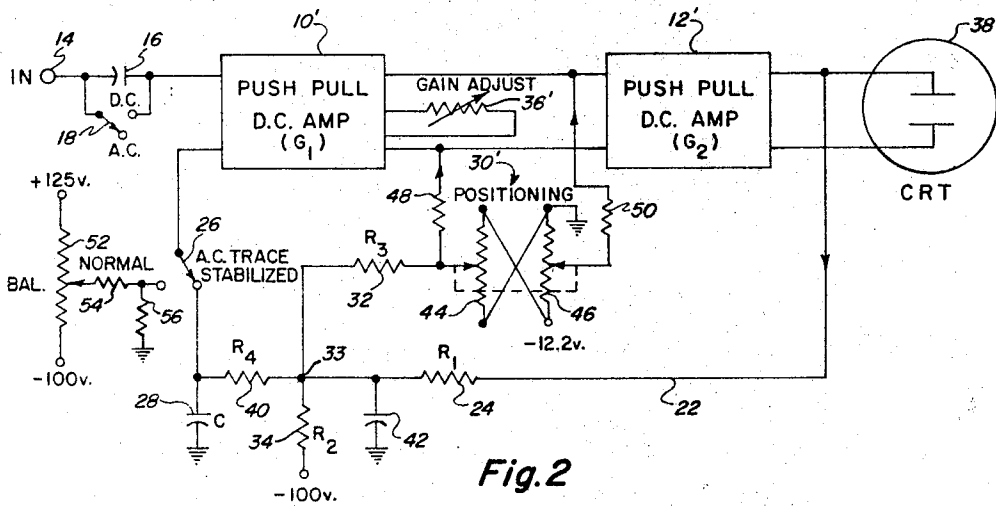 14
16
10'
12'
38
IN
D.C.
18
A.C.
PUSH PULL
D.C. AMP
(G1)
GAIN ADJUST
36'
PUSH PULL
D.C. AMP
(G2)
CRT
+125v.
52
BAL.
NORMAL
54
56
-100v.
26
A.C. TRACE
STABILIZED
48
30'
POSITIONING
50
R3
32
44
46
-12.2v.
R4
40
33
R1
24
22
28
C
34
R2
42
-100v.
Fig.2